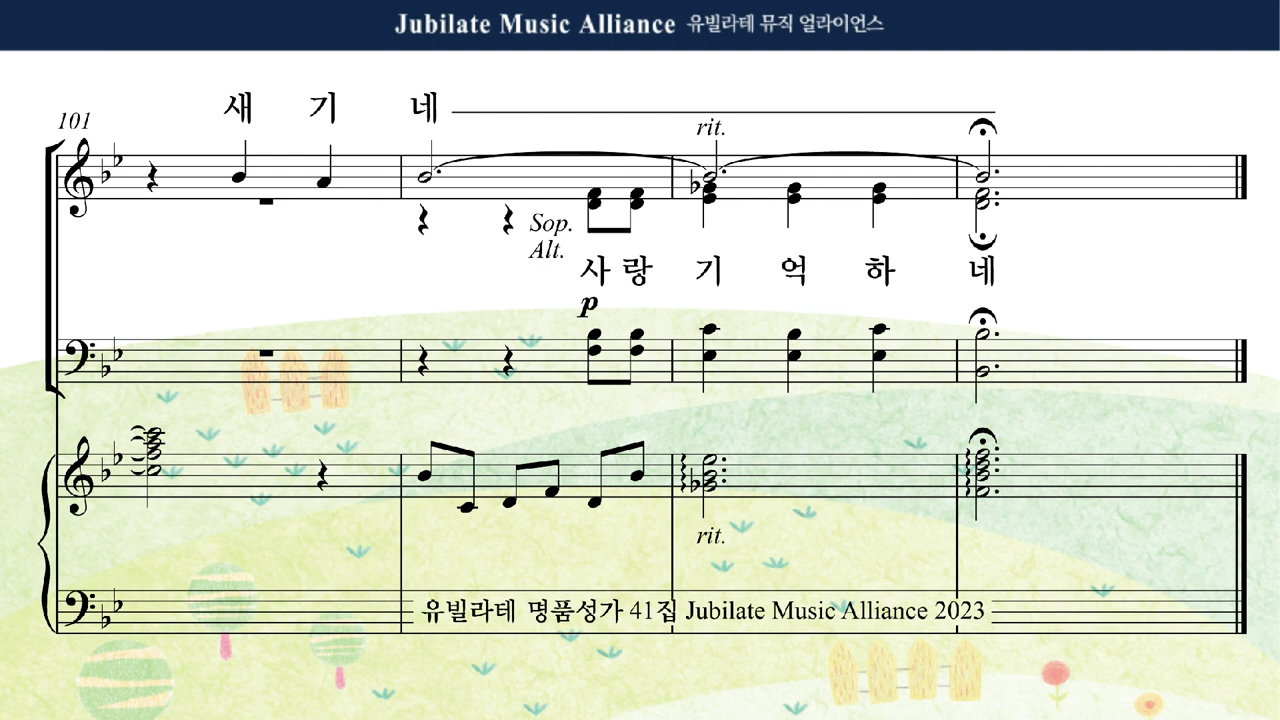 Jubilate Music Alliance 유빌라테 뮤직 얼라이언스
새 기 네
101
rit.
Sop.
Alt.
사 랑 기 억 하 네
p
rit.
유빌라테 명품성가 41집 Jubilate Music Alliance 2023